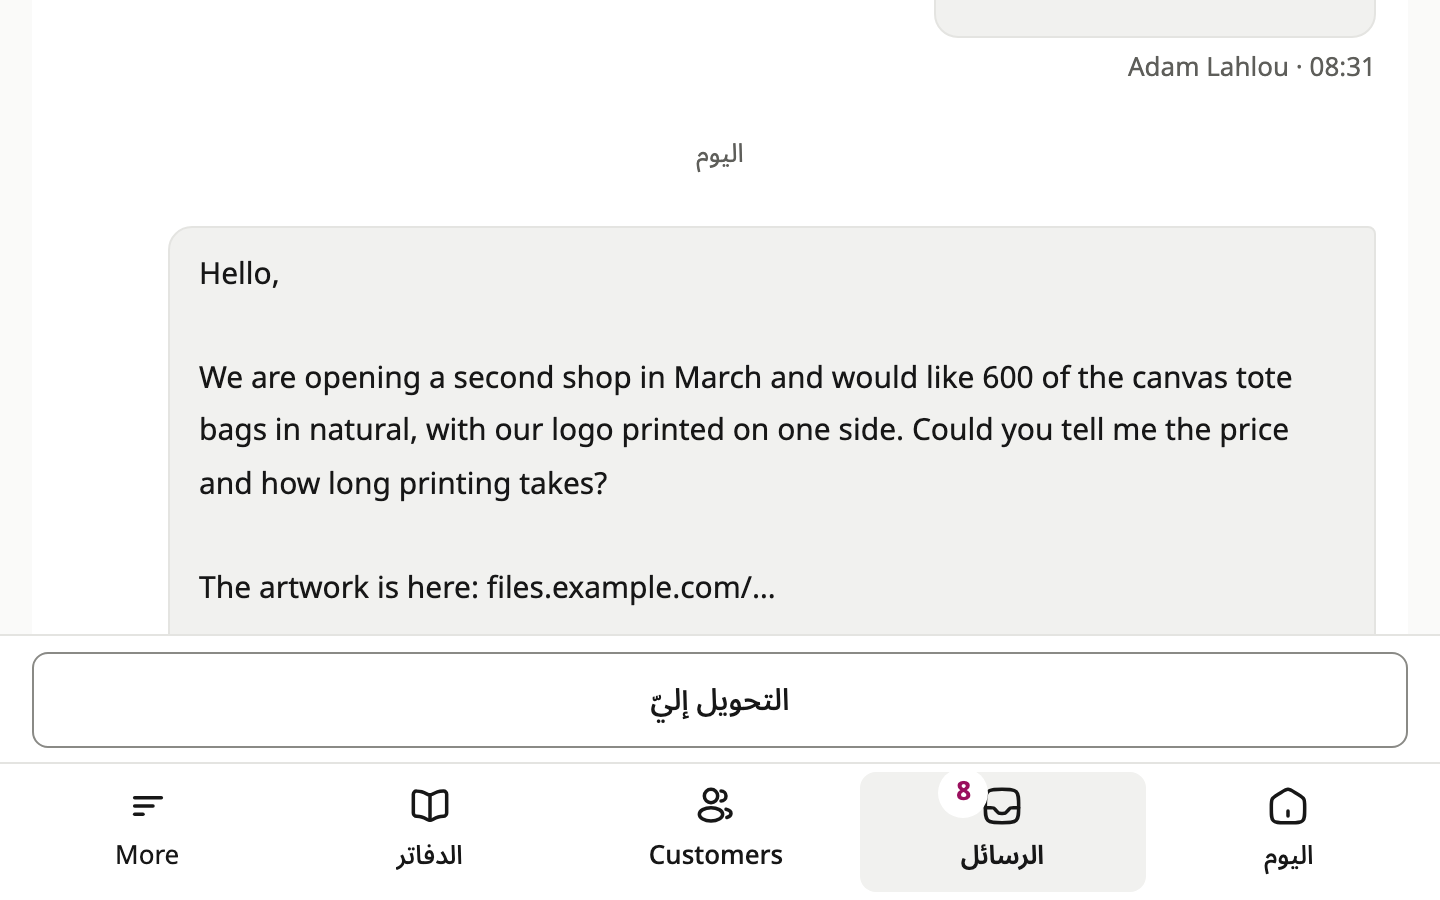 Adam Lahlou · 08:31
اليوم
Hello,
We are opening a second shop in March and would like 600 of the canvas tote
bags in natural, with our logo printed on one side. Could you tell me the price
and how long printing takes?
The artwork is here: files.example.com/…
التحويل إليّ
اليوم
8
الرسائل
Customers
الدفاتر
More